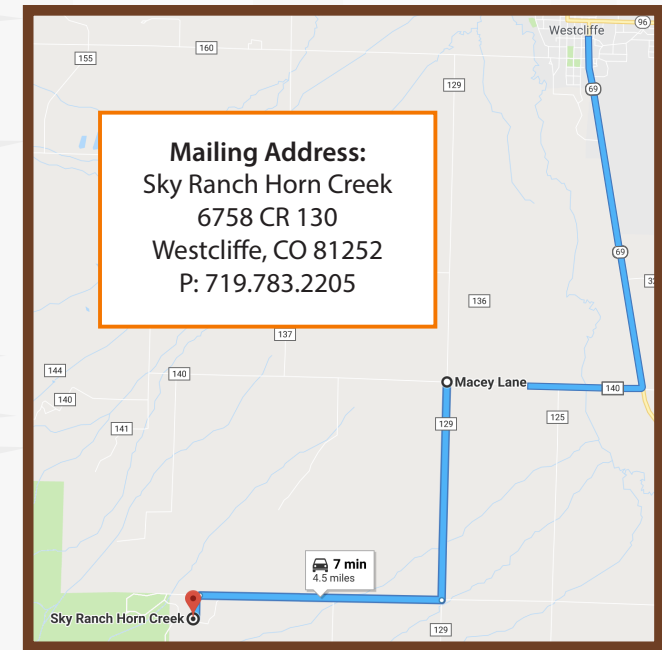 Westcliffe
96
160
155
129
69
Mailing Address:
Sky Ranch Horn Creek
6758 CR 130
Westcliffe, CO 81252
P: 719.783.2205
69
136
137
144
140
Macey Lane
140
140
129
125
141
7 min
4.5 miles
Sky Ranch Horn Creek
129